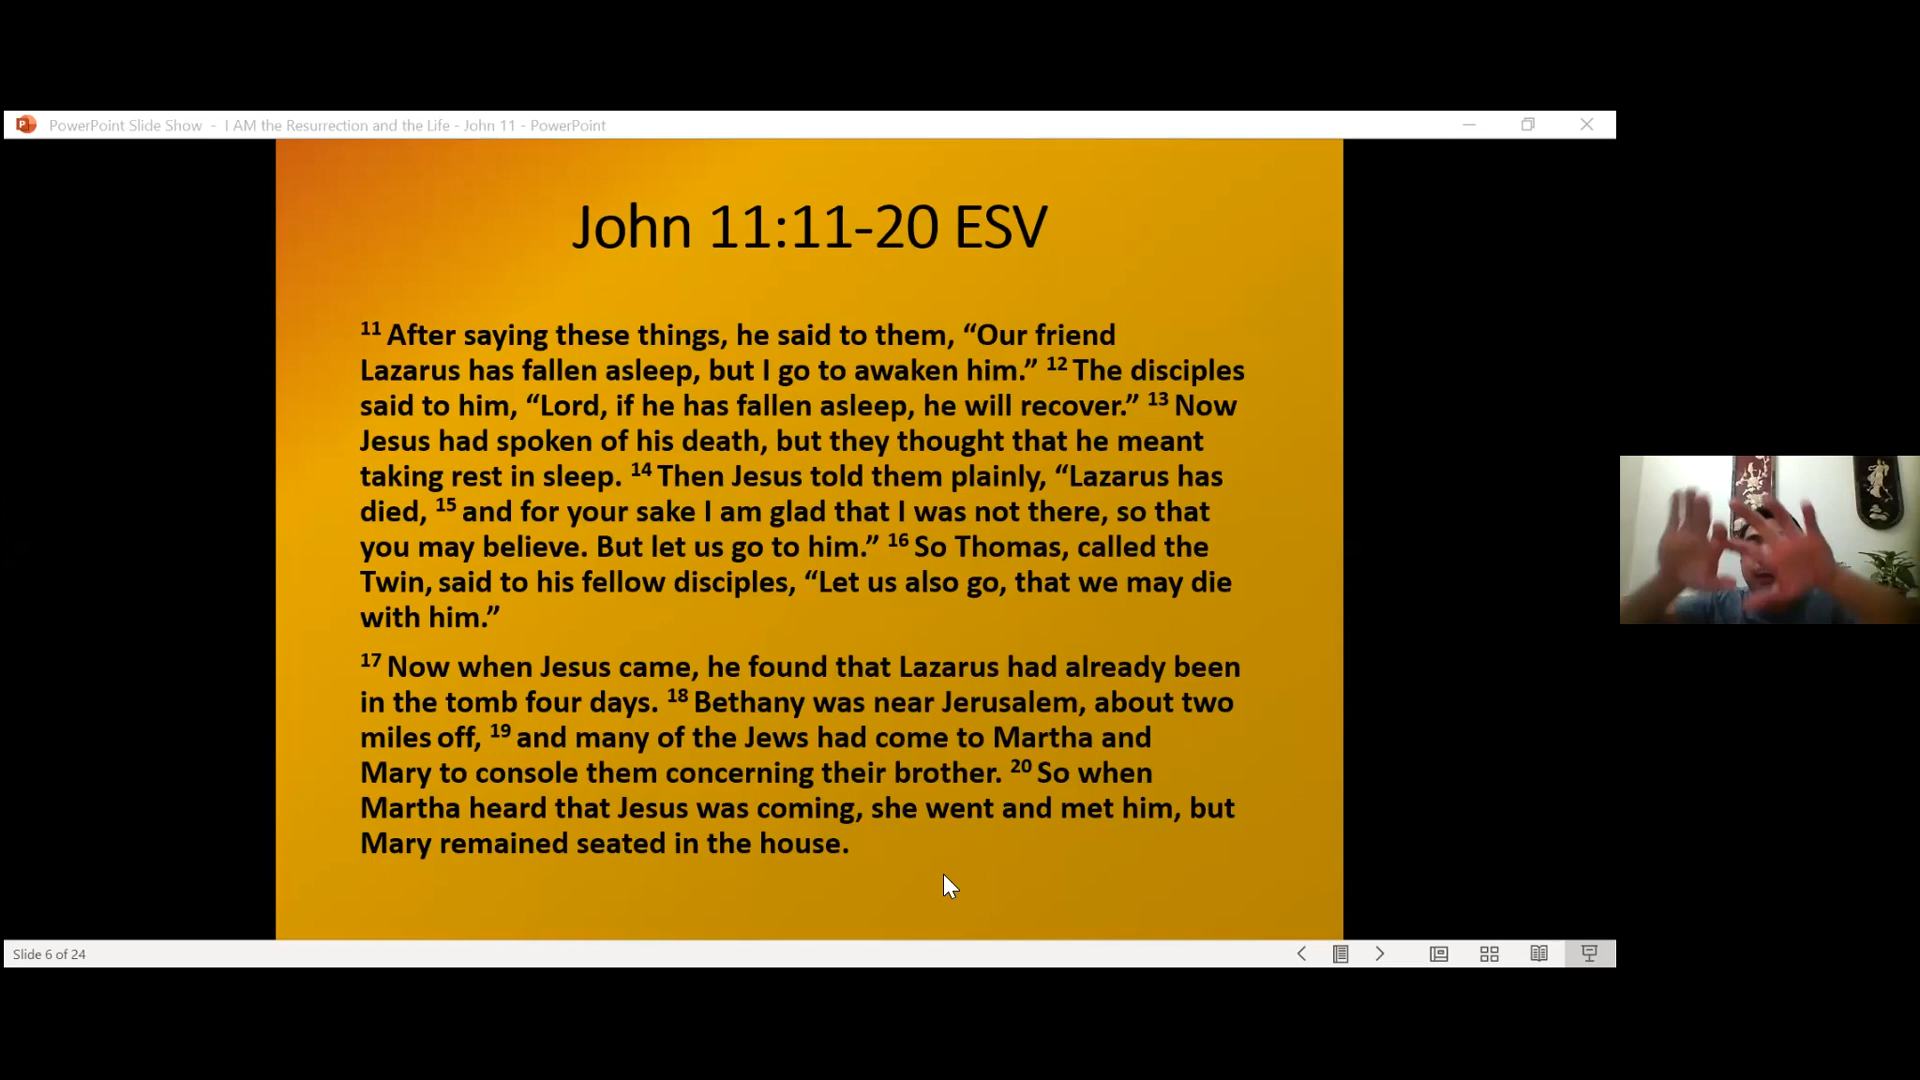 PowerPoint Slide Show - I AM the Resurrection and the Life - John 11 - PowerPoint
John 11:11-20 ESV
11 After saying these things, he said to them, “Our friend
Lazarus has fallen asleep, but I go to awaken him.” 12 The disciples
said to him, “Lord, if he has fallen asleep, he will recover.” 13 Now
Jesus had spoken of his death, but they thought that he meant
taking rest in sleep. 14 Then Jesus told them plainly, “Lazarus has
died, 15 and for your sake I am glad that I was not there, so that
you may believe. But let us go to him.” 16 So Thomas, called the
Twin, said to his fellow disciples, “Let us also go, that we may die
with him.”
17 Now when Jesus came, he found that Lazarus had already been
in the tomb four days. 18 Bethany was near Jerusalem, about two
miles off, 19 and many of the Jews had come to Martha and
Mary to console them concerning their brother. 20 So when
Martha heard that Jesus was coming, she went and met him, but
Mary remained seated in the house.
Slide 6 of 24